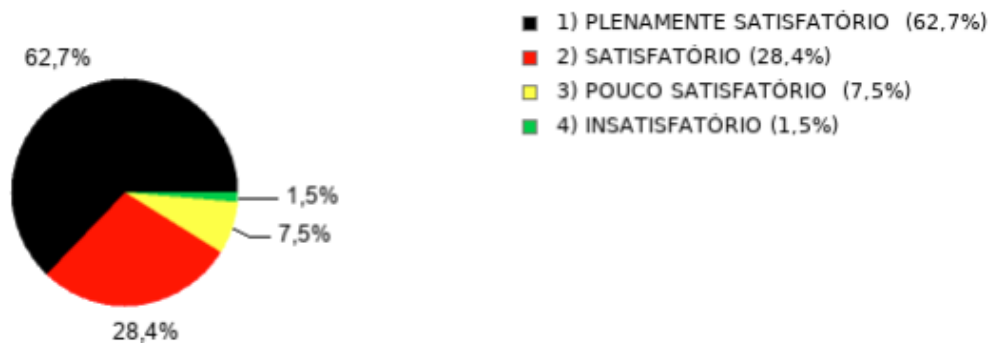 62,7%
1) PLENAMENTE SATISFATÓRIO (62,7%)
2) SATISFATÓRIO (28,4%)
3) POUCO SATISFATÓRIO (7,5%)
4) INSATISFATÓRIO (1,5%)
1,5%
7,5%
28,4%